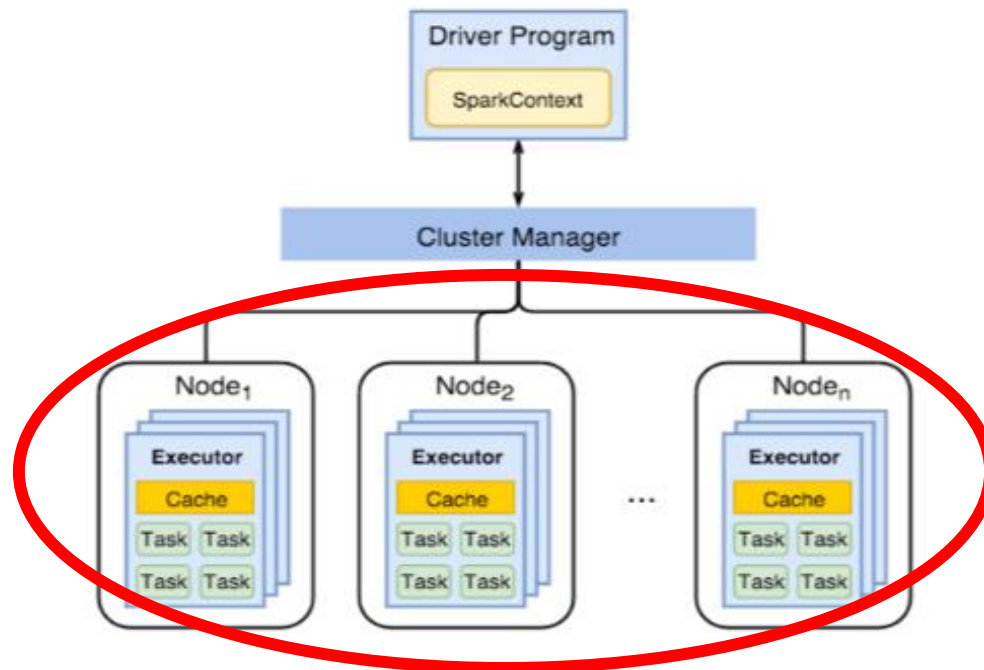 Driver Program
SparkContext
Cluster Manager
Node₁
Executor
Cache
Task Task
Task Task
Node₂
Executor
Cache
Task Task
Task Task
...
Nodeₙ
Executor
Cache
Task Task
Task Task